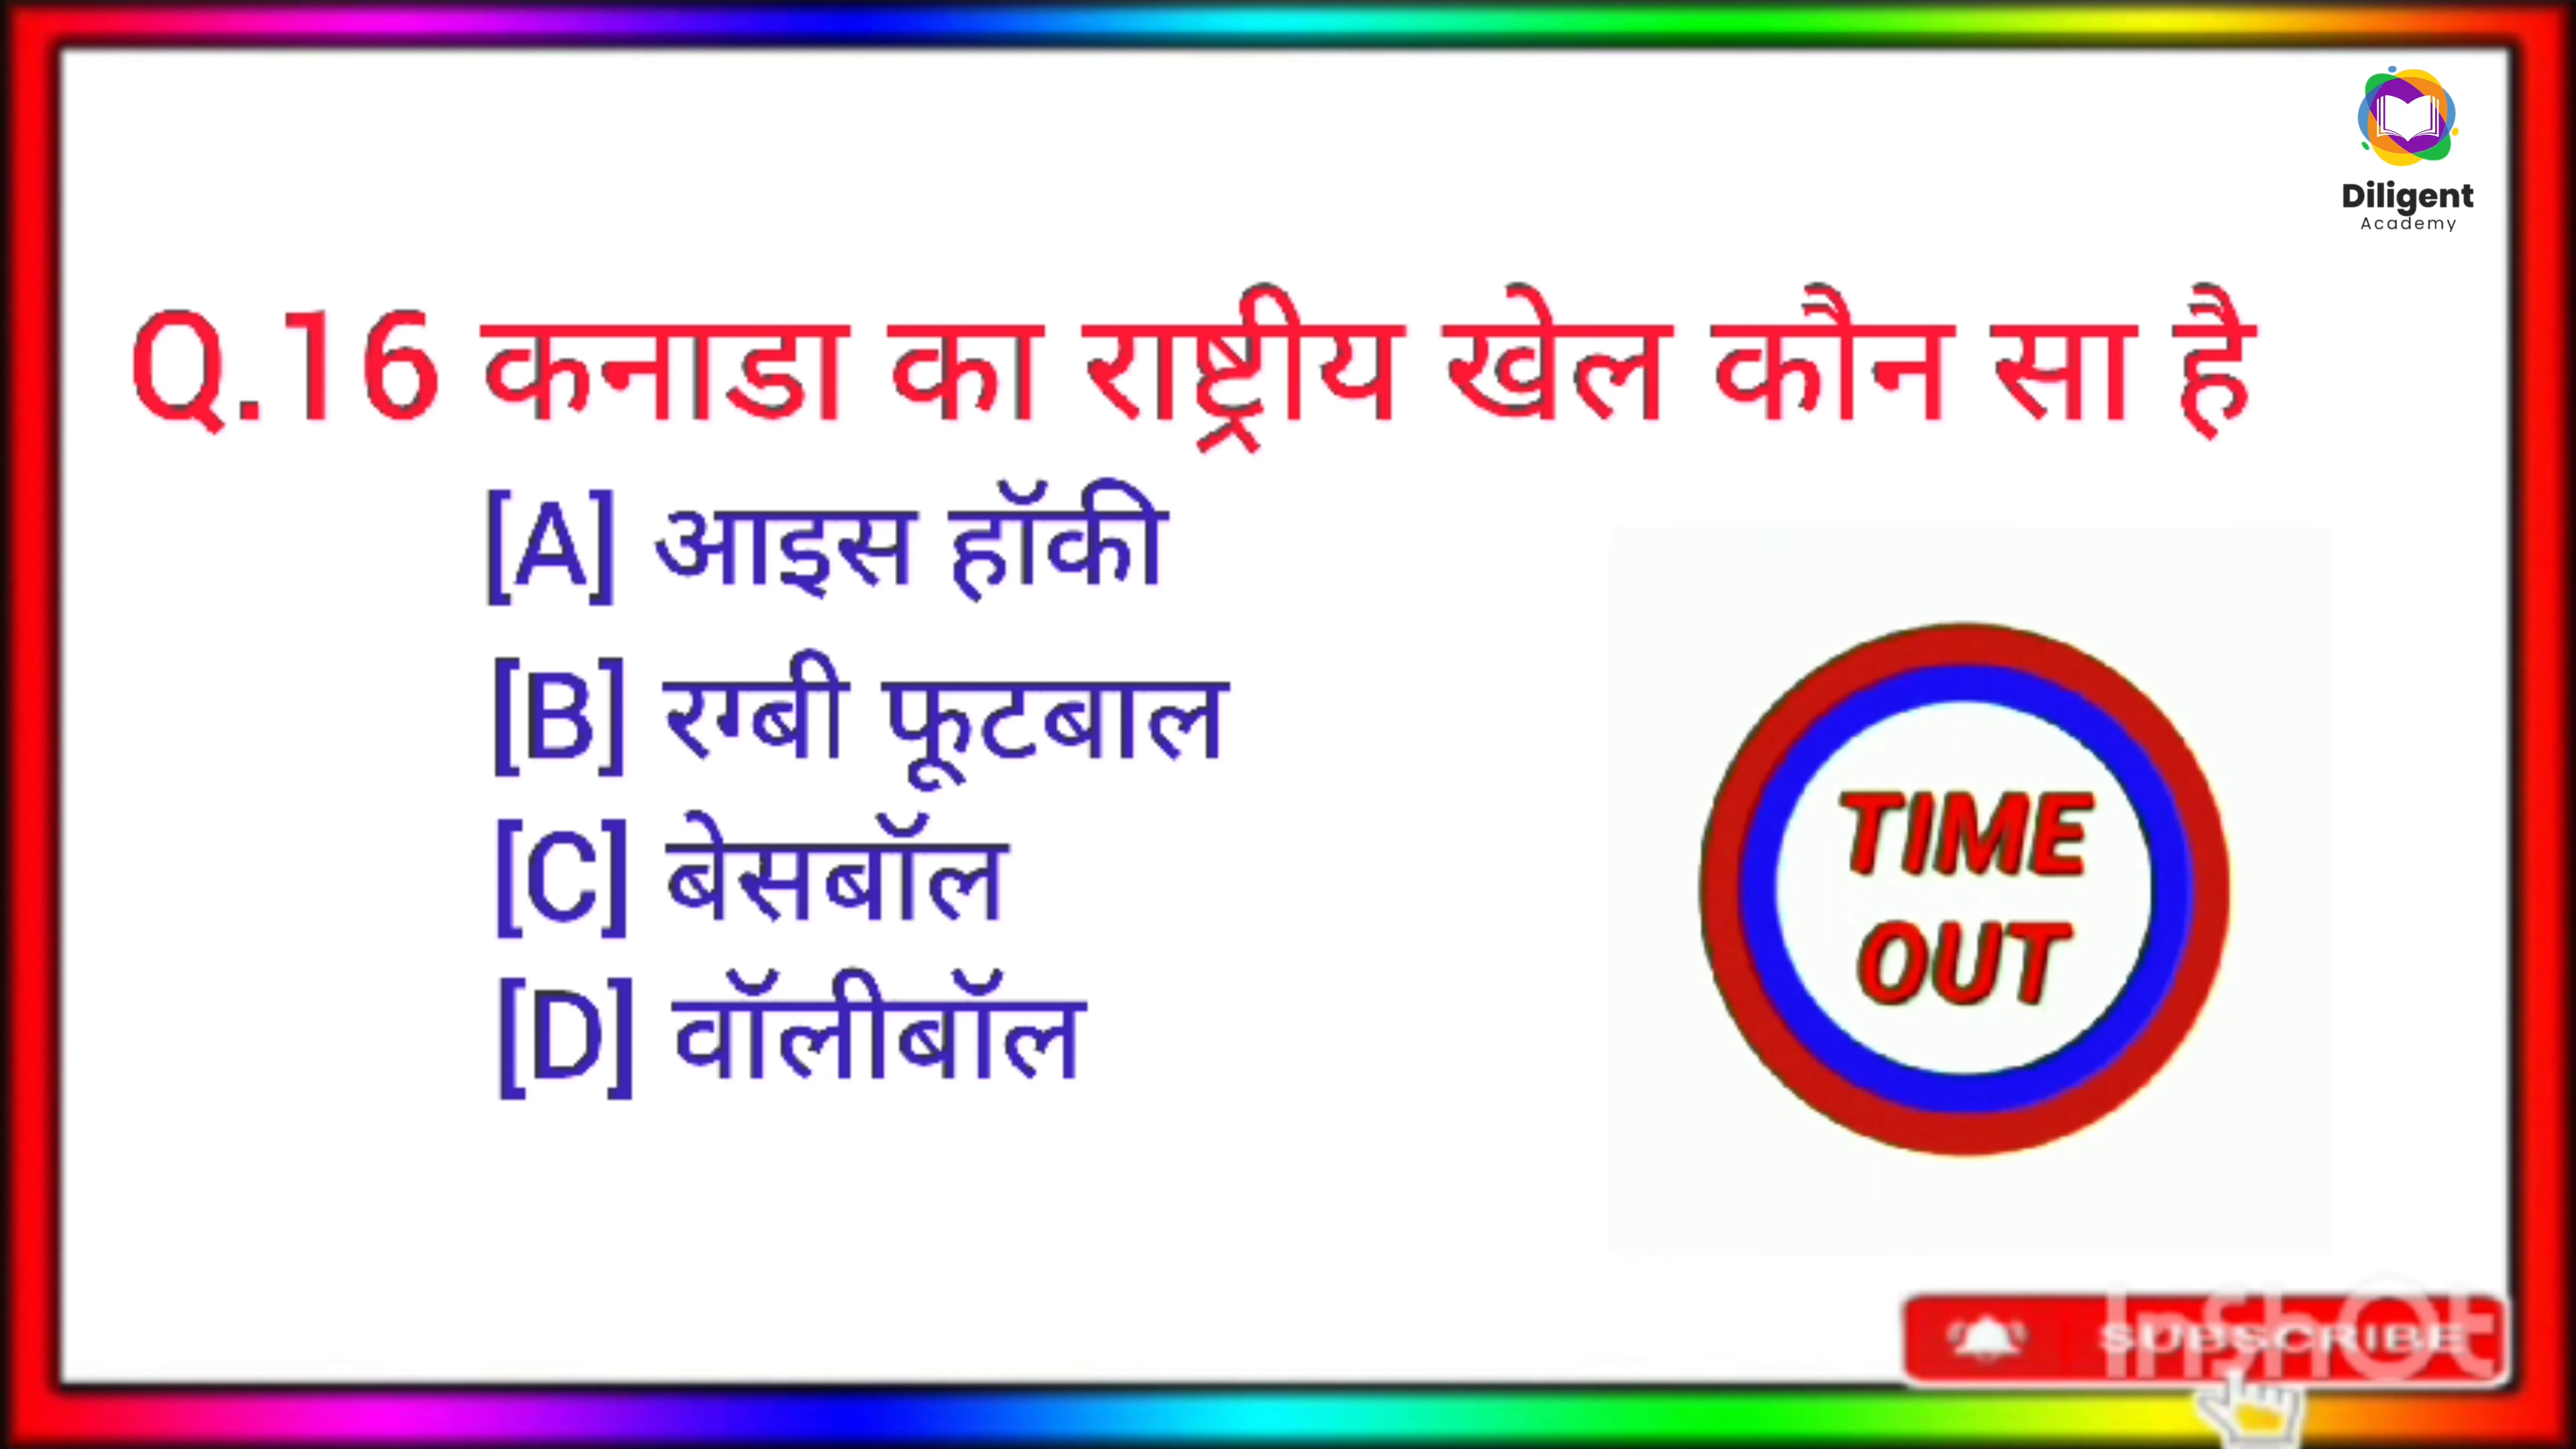 Diligent
Academy
Q.16 कनाडा का राष्ट्रीय खेल कौन सा है
[A] आइस हॉकी
[B] रग्बी फूटबाल
[C] बेसबॉल
[D] वॉलीबॉल
TIME
OUT
InShOt
SUBSCRIBE